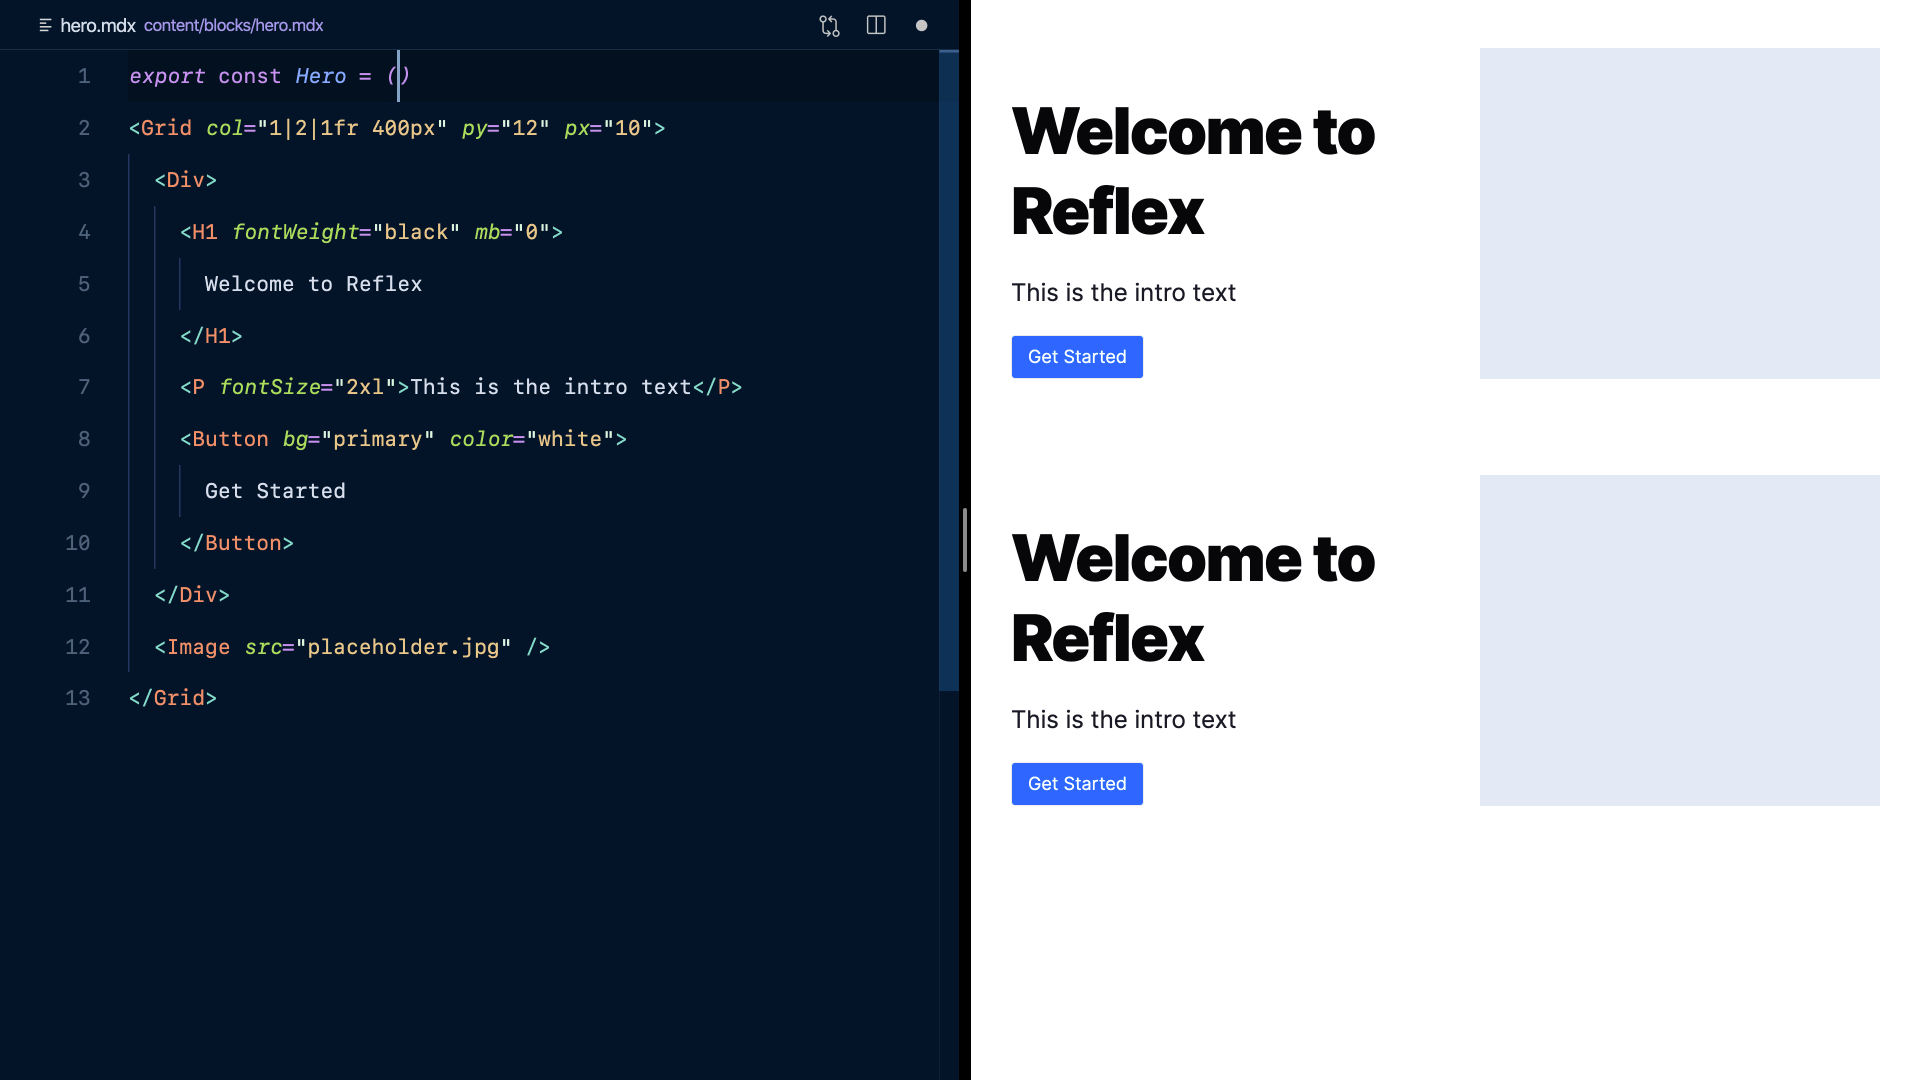 hero.mdx content/blocks/hero.mdx
1 export const Hero = ()
2 <Grid col="1|2|1fr 400px" py="12" px="10">
3 <Div>
4 <H1 fontWeight="black" mb="0">
5 Welcome to Reflex
6 </H1>
7 <P fontSize="2xl">This is the intro text</P>
8 <Button bg="primary" color="white">
9 Get Started
10 </Button>
11 </Div>
12 <Image src="placeholder.jpg" />
13 </Grid>
Welcome to
Reflex
This is the intro text
Get Started
Welcome to
Reflex
This is the intro text
Get Started